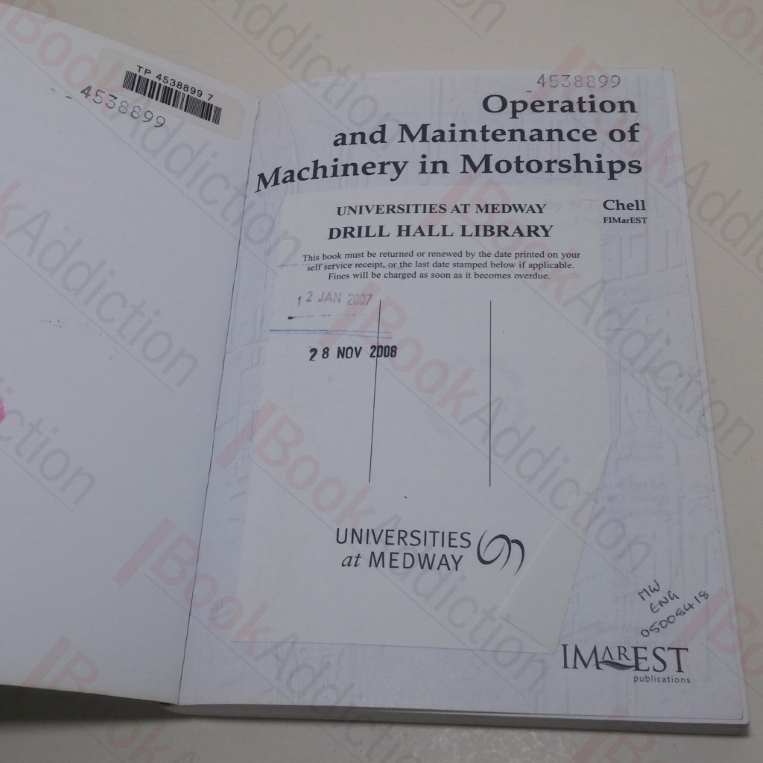 TP 4538899 7
4538899
4538899
Operation
and Maintenance of
Machinery in Motorships
Chell
FIMarEST
UNIVERSITIES AT MEDWAY
DRILL HALL LIBRARY
This book must be returned or renewed by the date printed on your
self service receipt, or the last date stamped below if applicable.
Fines will be charged as soon as it becomes overdue.
12 JAN 2007
28 NOV 2008
UNIVERSITIES
at MEDWAY
MW
ENG
05008418
IMarEST
publications
BookAddiction